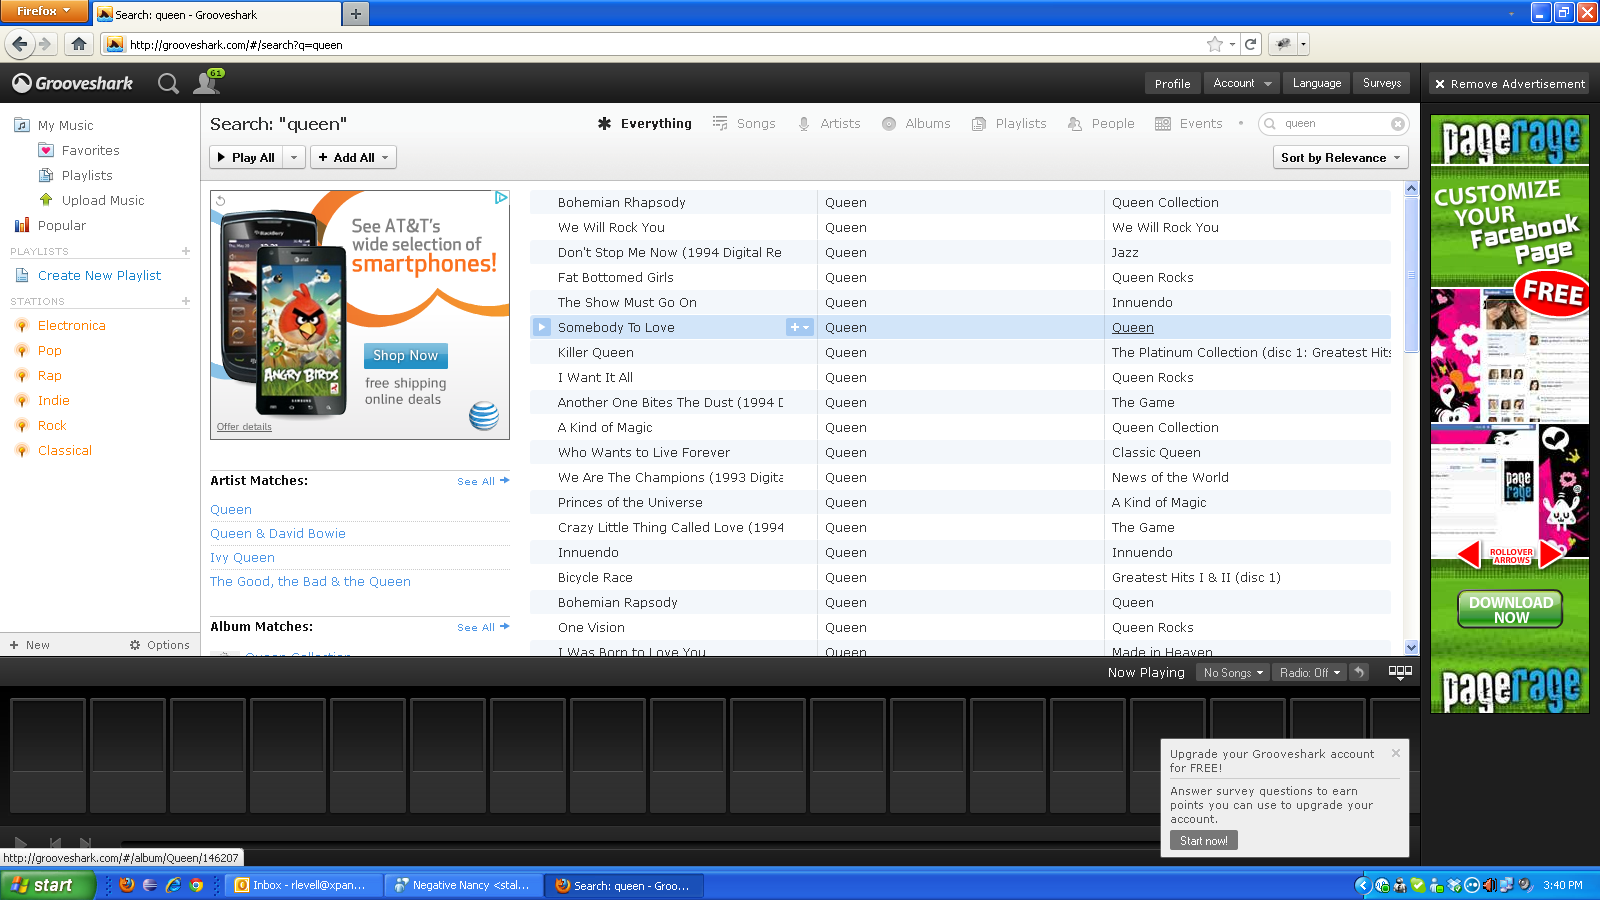 Firefox
Search: queen - Grooveshark
http://grooveshark.com/#/search?q=queen
Grooveshark
61
Profile
Account
Language
Surveys
Remove Advertisement
My Music
Favorites
Playlists
Upload Music
Popular
PLAYLISTS
Create New Playlist
STATIONS
Electronica
Pop
Rap
Indie
Rock
Classical
New
Options
Search: "queen"
Everything
Songs
Artists
Albums
Playlists
People
Events
queen
Play All
Add All
Sort by Relevance
See AT&T's
wide selection of
smartphones!
BlackBerry
at&t
ANGRY BIRDS
SAMSUNG
Shop Now
free shipping
online deals
Offer details
Artist Matches:
See All
Queen
Queen & David Bowie
Ivy Queen
The Good, the Bad & the Queen
Album Matches:
See All
Queen Collection
Bohemian Rhapsody Queen Queen Collection
We Will Rock You Queen We Will Rock You
Don't Stop Me Now (1994 Digital Re Queen Jazz
Fat Bottomed Girls Queen Queen Rocks
The Show Must Go On Queen Innuendo
Somebody To Love Queen Queen
Killer Queen Queen The Platinum Collection (disc 1: Greatest Hits
I Want It All Queen Queen Rocks
Another One Bites The Dust (1994 D Queen The Game
A Kind of Magic Queen Queen Collection
Who Wants to Live Forever Queen Classic Queen
We Are The Champions (1993 Digita Queen News of the World
Princes of the Universe Queen A Kind of Magic
Crazy Little Thing Called Love (1994 Queen The Game
Innuendo Queen Innuendo
Bicycle Race Queen Greatest Hits I & II (disc 1)
Bohemian Rapsody Queen Queen
One Vision Queen Queen Rocks
I Was Born to Love You Queen Made in Heaven
pagerage
CUSTOMIZE
YOUR
Facebook
Page
FREE
page
rage
ROLLOVER
ARROWS
DOWNLOAD
NOW
pagerage
Now Playing
No Songs
Radio: Off
Upgrade your Grooveshark account
for FREE!
Answer survey questions to earn
points you can use to upgrade your
account.
Start now!
http://grooveshark.com/#/album/Queen/146207
start
Inbox - rlevell@xpan...
Negative Nancy <stal...
Search: queen - Groo...
3:40 PM